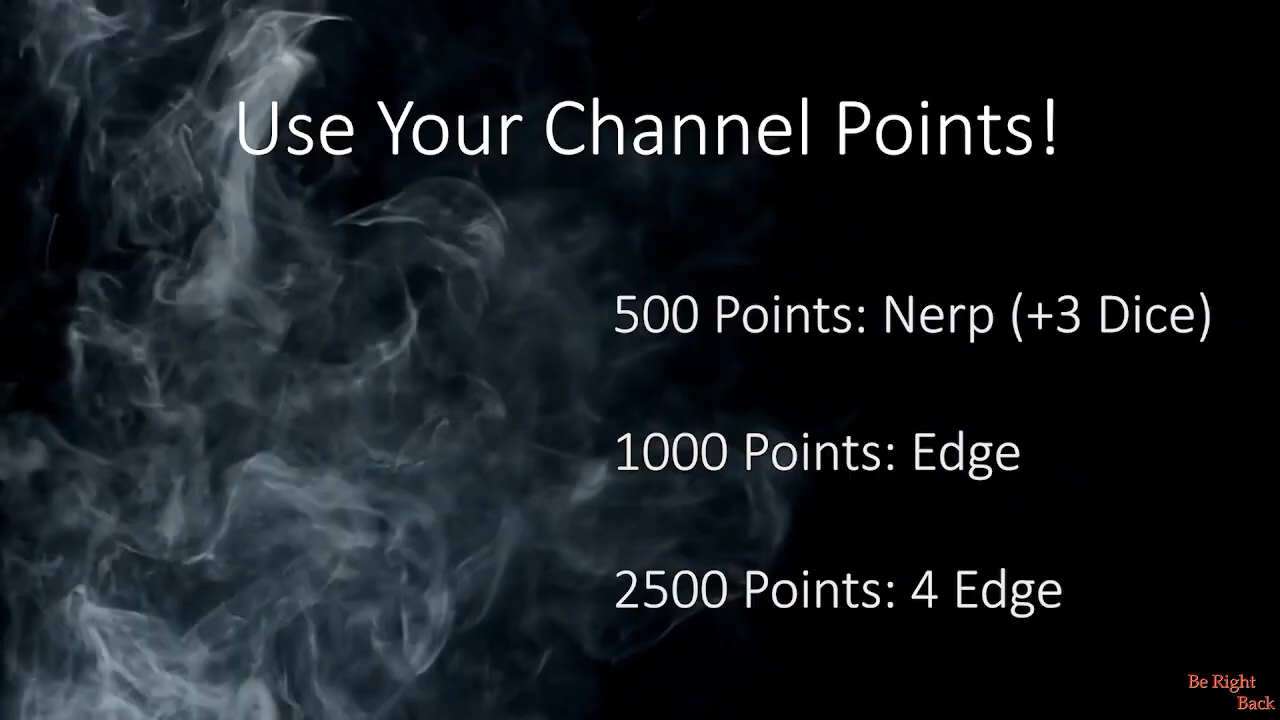 Use Your Channel Points!
500 Points: Nerp (+3 Dice)
1000 Points: Edge
2500 Points: 4 Edge
Be Right
Back